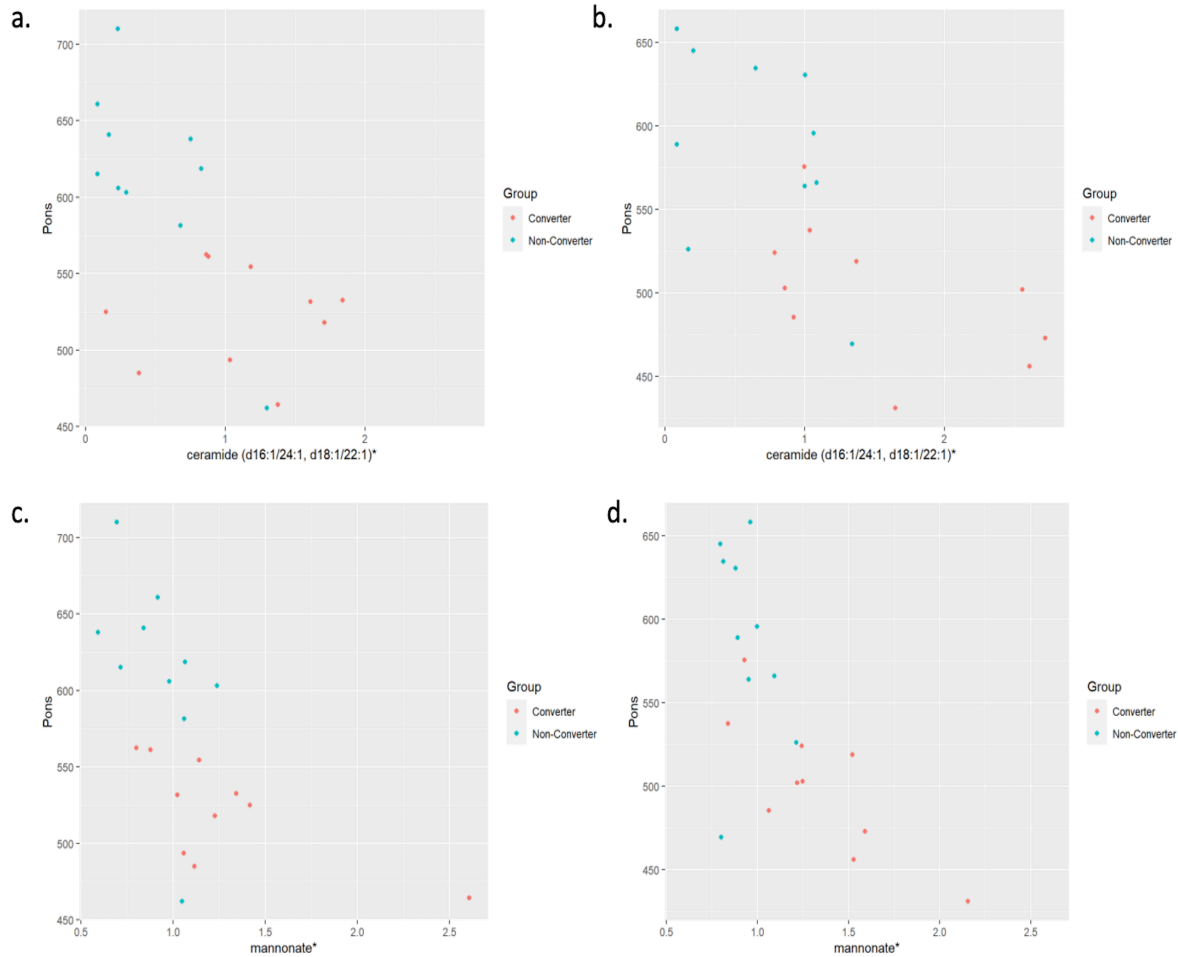 a.
700
650
600
550
500
450
Pons
0
1
2
ceramide (d16:1/24:1, d18:1/22:1)*
Group
Converter
Non-Converter
b.
650
600
550
500
450
Pons
0
1
2
ceramide (d16:1/24:1, d18:1/22:1)*
Group
Converter
Non-Converter
c.
700
650
600
550
500
450
Pons
0.5
1.0
1.5
2.0
2.5
mannonate*
Group
Converter
Non-Converter
d.
650
600
550
500
450
Pons
0.5
1.0
1.5
2.0
2.5
mannonate*
Group
Converter
Non-Converter